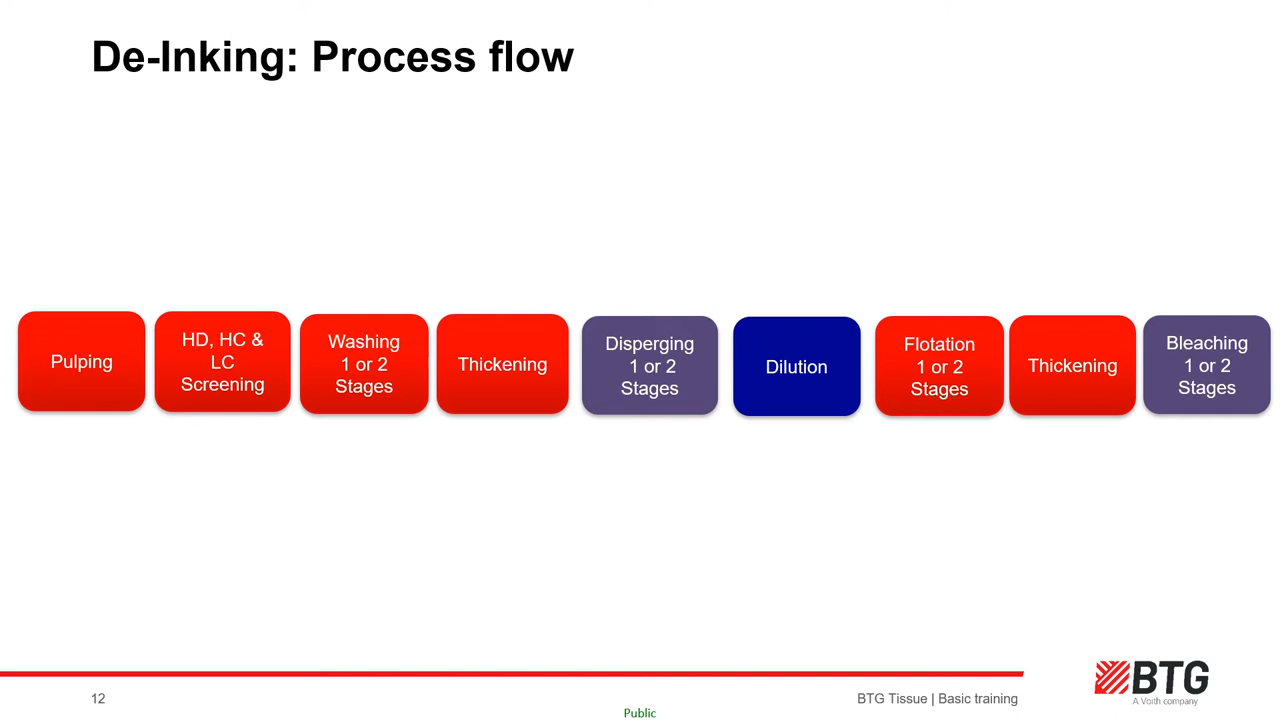 De-Inking: Process flow
Pulping
HD, HC &
LC
Screening
Washing
1 or 2
Stages
Thickening
Disperging
1 or 2
Stages
Dilution
Flotation
1 or 2
Stages
Thickening
Bleaching
1 or 2
Stages
12
BTG Tissue | Basic training
Public
BTG
A Voith company